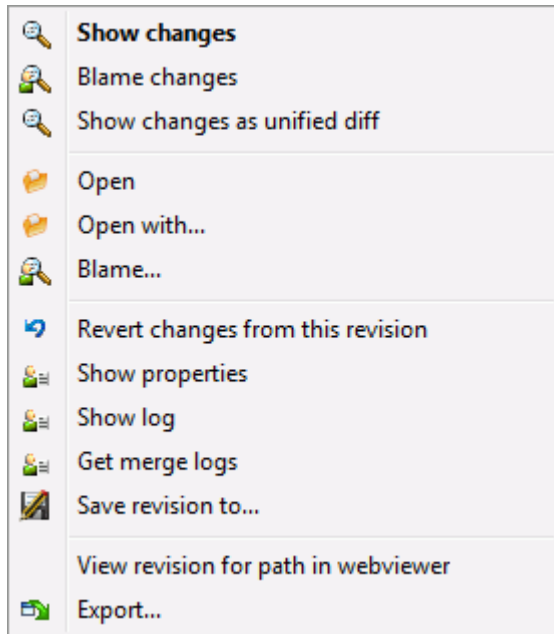 Show changes
Blame changes
Show changes as unified diff
Open
Open with...
Blame...
Revert changes from this revision
Show properties
Show log
Get merge logs
Save revision to...
View revision for path in webviewer
Export...